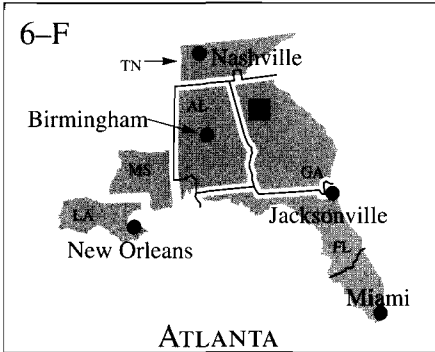 6–F
TN
Nashville
AL
Birmingham
MS
GA
LA
Jacksonville
New Orleans
FL
Miami
ATLANTA